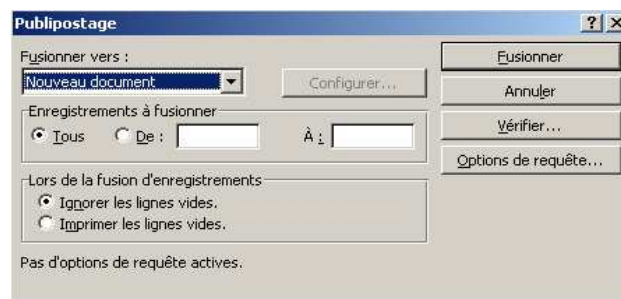 Publipostage
Fusionner vers :
Nouveau document
Configurer...
Enregistrements à fusionner
Tous
De :
À :
Lors de la fusion d'enregistrements
Ignorer les lignes vides.
Imprimer les lignes vides.
Pas d'options de requête actives.
Fusionner
Annuler
Vérifier...
Options de requête...